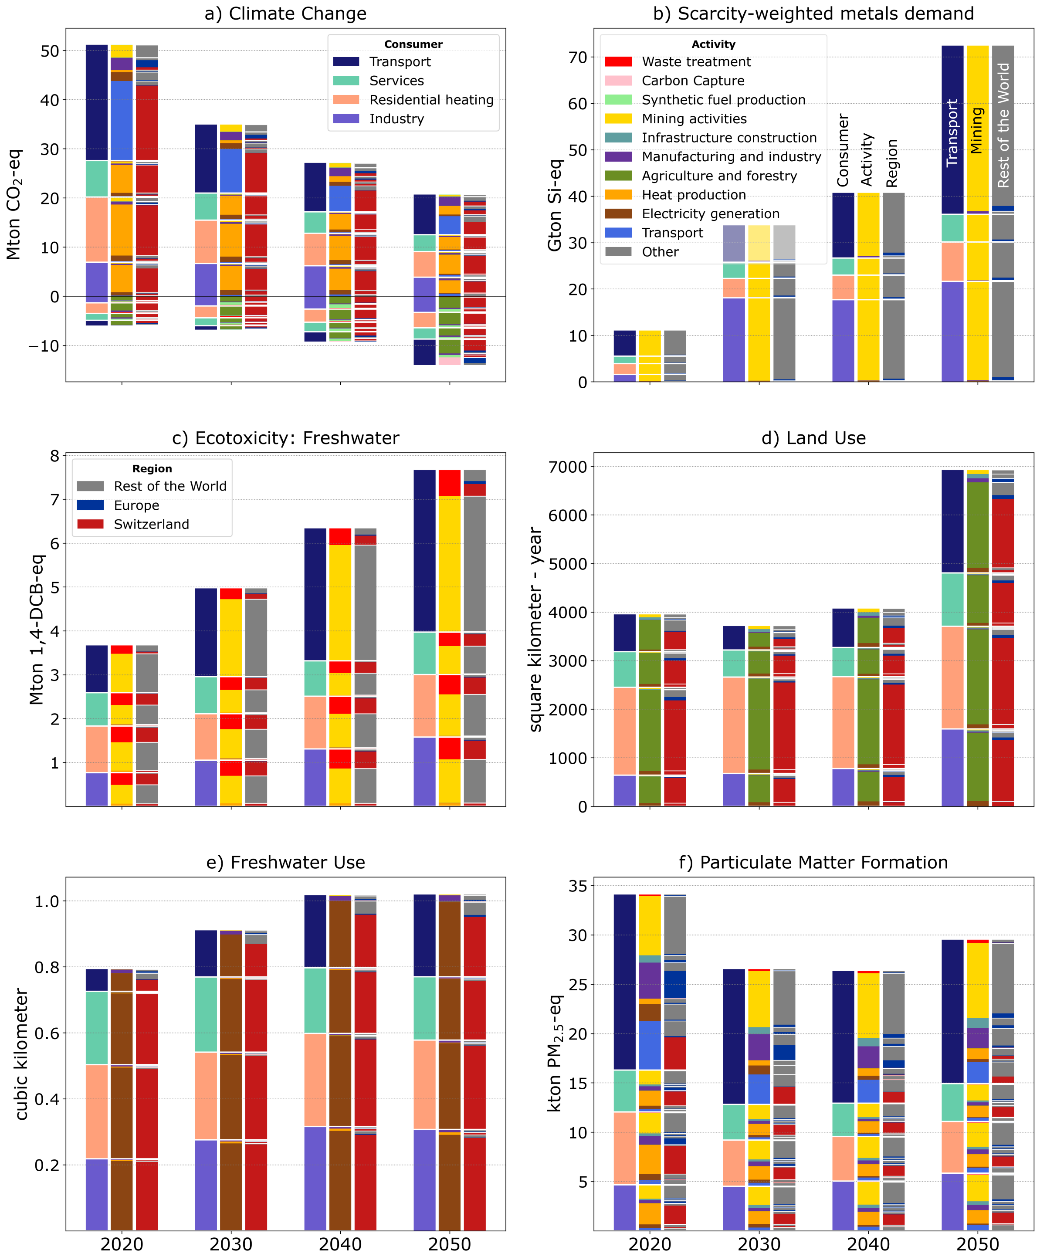 a) Climate Change
Mton CO2-eq
50
40
30
20
10
0
−10
Consumer
Transport
Services
Residential heating
Industry
b) Scarcity-weighted metals demand
Gton Si-eq
70
60
50
40
30
20
10
0
Activity
Waste treatment
Carbon Capture
Synthetic fuel production
Mining activities
Infrastructure construction
Manufacturing and industry
Agriculture and forestry
Heat production
Electricity generation
Transport
Other
Consumer
Activity
Region
Transport
Mining
Rest of the World
c) Ecotoxicity: Freshwater
Mton 1,4-DCB-eq
8
7
6
5
4
3
2
1
Region
Rest of the World
Europe
Switzerland
d) Land Use
square kilometer - year
7000
6000
5000
4000
3000
2000
1000
0
e) Freshwater Use
cubic kilometer
1.0
0.8
0.6
0.4
0.2
2020
2030
2040
2050
f) Particulate Matter Formation
kton PM2.5-eq
35
30
25
20
15
10
5
2020
2030
2040
2050